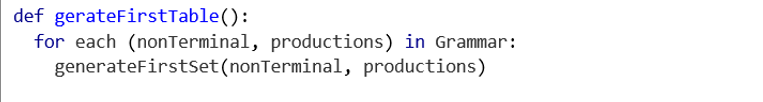 def gerateFirstTable():
for each (nonTerminal, productions) in Grammar:
generateFirstSet(nonTerminal, productions)